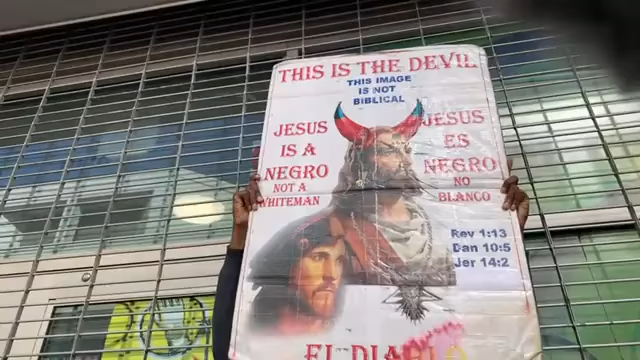 THIS IS THE DEVIL
THIS IMAGE
IS NOT
BIBLICAL
JESUS
IS A
NEGRO
NOT A
WHITEMAN
JESUS
ES
NEGRO
NO
BLANCO
Rev 1:13
Dan 10:5
Jer 14:2
EL DIABLO